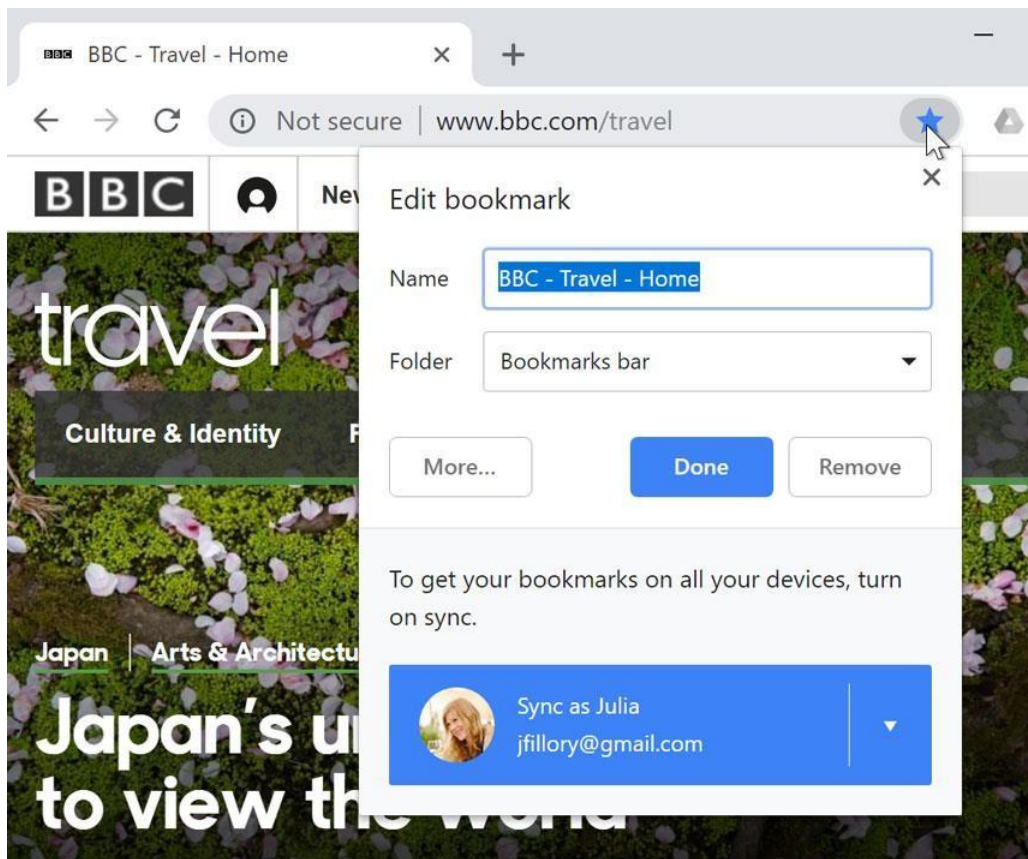 BBC BBC - Travel - Home
Not secure | www.bbc.com/travel
BBC
Edit bookmark
Name BBC - Travel - Home
Folder Bookmarks bar
travel
Culture & Identity
More... Done Remove
To get your bookmarks on all your devices, turn
on sync.
Japan Arts &
Sync as Julia
jfillory@gmail.com
Japan's
to view